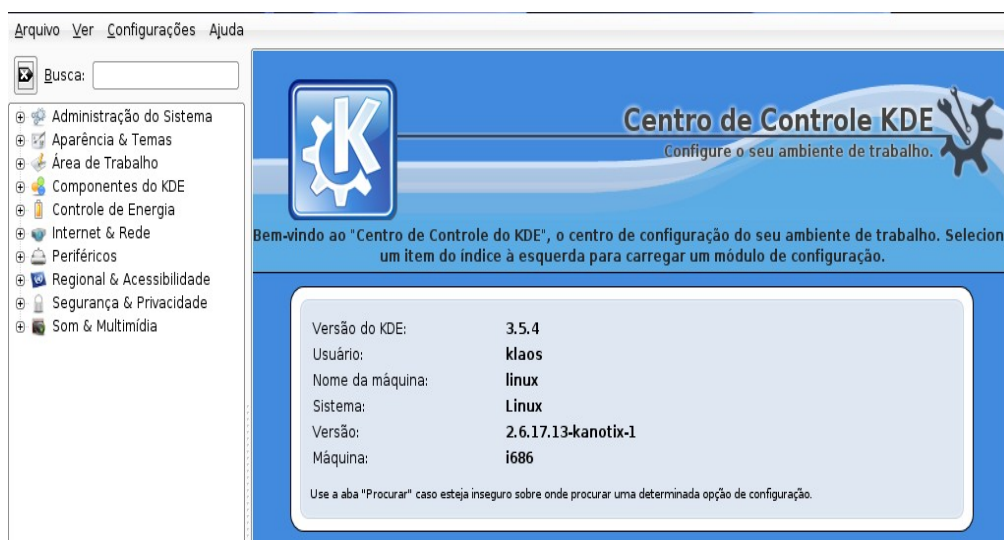 Arquivo Ver Configurações Ajuda
Busca:
Administração do Sistema
Aparência & Temas
Área de Trabalho
Componentes do KDE
Controle de Energia
Internet & Rede
Periféricos
Regional & Acessibilidade
Segurança & Privacidade
Som & Multimídia
Centro de Controle KDE
Configure o seu ambiente de trabalho.
Bem-vindo ao "Centro de Controle do KDE", o centro de configuração do seu ambiente de trabalho. Selecion
um item do índice à esquerda para carregar um módulo de configuração.
Versão do KDE: 3.5.4
Usuário: klaos
Nome da máquina: linux
Sistema: Linux
Versão: 2.6.17.13-kanotix-1
Máquina: i686
Use a aba "Procurar" caso esteja inseguro sobre onde procurar uma determinada opção de configuração.